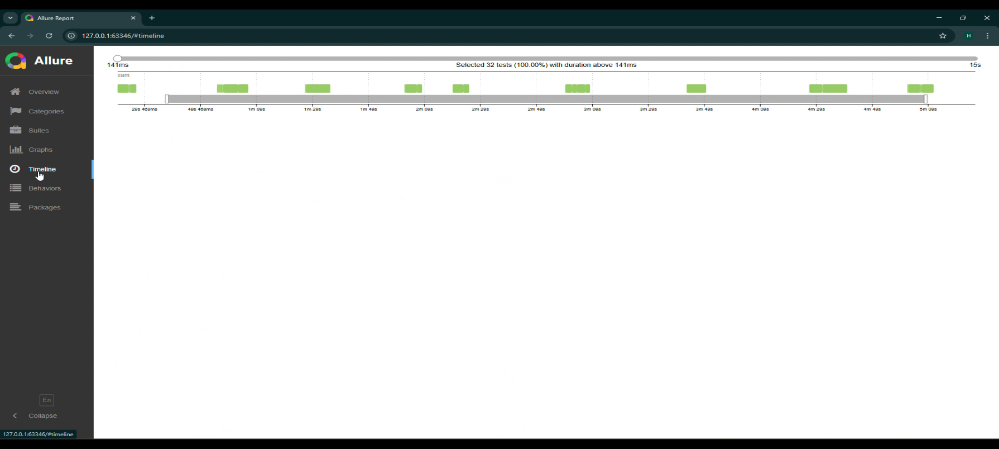 Allure Report
127.0.0.1:63346/#timeline
Allure
Overview
Categories
Suites
Graphs
Timeline
Behaviors
Packages
En
Collapse
127.0.0.1:63346/#timeline
H
141ms Selected 32 tests (100.00%) with duration above 141ms 15s
sam
29s 468ms 49s 468ms 1m 09s 1m 29s 1m 49s 2m 09s 2m 29s 2m 49s 3m 09s 3m 29s 3m 49s 4m 09s 4m 29s 4m 49s 5m 09s